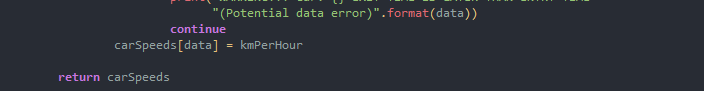 "(Potential data error)".format(data))
continue
carSpeeds[data] = kmPerHour
return carSpeeds